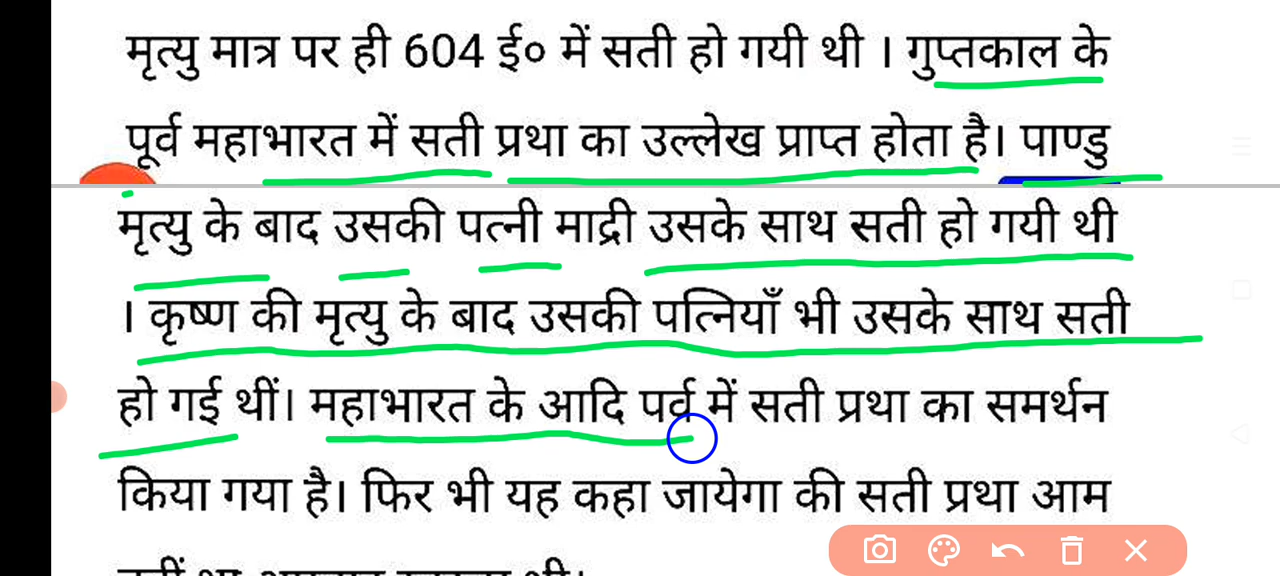 मृत्यु मात्र पर ही 604 ई० में सती हो गयी थी । गुप्तकाल के
पूर्व महाभारत में सती प्रथा का उल्लेख प्राप्त होता है। पाण्डु
मृत्यु के बाद उसकी पत्नी माद्री उसके साथ सती हो गयी थी
। कृष्ण की मृत्यु के बाद उसकी पत्नियाँ भी उसके साथ सती
हो गई थीं। महाभारत के आदि पर्व में सती प्रथा का समर्थन
किया गया है। फिर भी यह कहा जायेगा की सती प्रथा आम